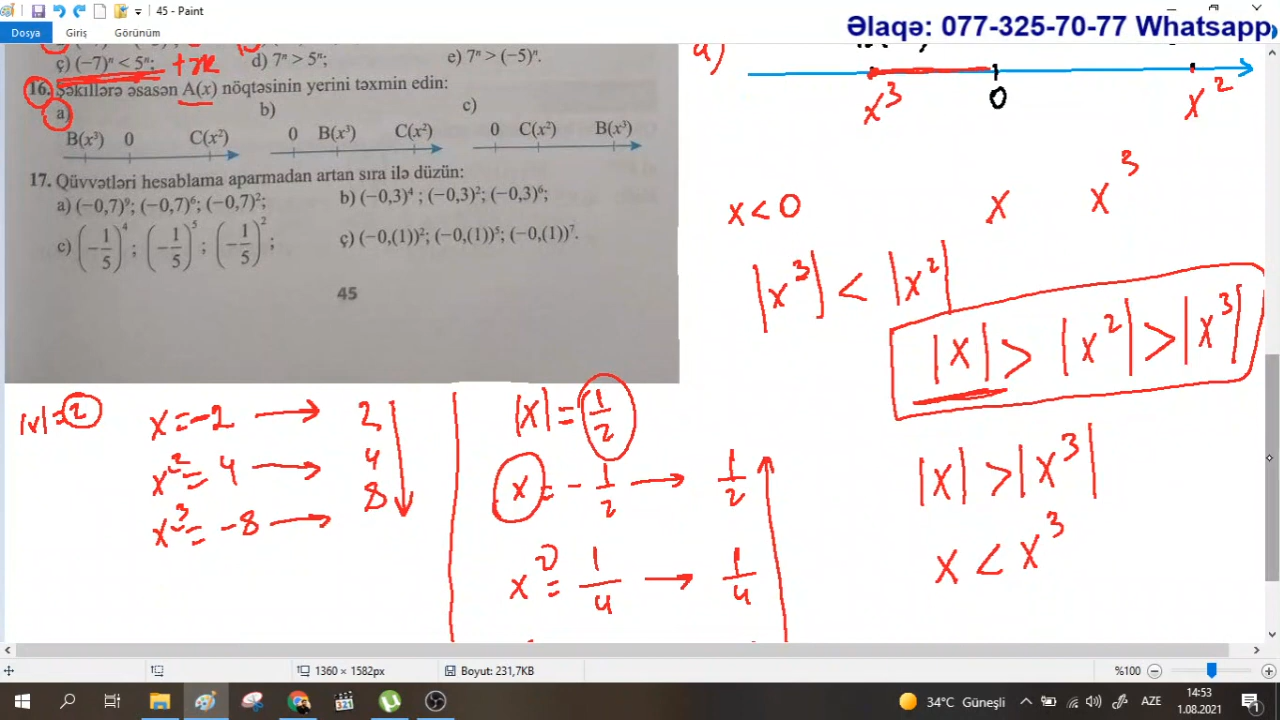 45 - Paint
Əlaqə: 077-325-70-77 Whatsapp
Dosya Giriş Görünüm
ç) (−7)ⁿ < 5ⁿ; d) 7ⁿ > 5ⁿ; e) 7ⁿ > (−5)ⁿ.
16. Şəkillərə əsasən A(x) nöqtəsinin yerini təxmin edin:
a) b) c)
B(x³) 0 C(x²) 0 B(x³) C(x²) 0 C(x²) B(x³)
17. Qüvvətləri hesablama aparmadan artan sıra ilə düzün:
a) (−0,7)⁹; (−0,7)⁶; (−0,7)²; b) (−0,3)⁴ ; (−0,3)²; (−0,3)⁶;
c) (−1/5)⁴ ; (−1/5)⁵ ; (−1/5)² ; ç) (−0,(1))²; (−0,(1))⁵; (−0,(1))⁷.
45
a)
x³ 0 x²
x < 0 x x³
|x³| < |x²|
|x| > |x²| > |x³|
|x| > |x³|
x < x³
|x| = 2
x = −2 → 2
x² = 4 → 4
x³ = −8 → 8
|x| = 1/2
x = −1/2 → 1/2
x² = 1/4 → 1/4
1360 × 1582px Boyut: 231,7KB %100
34°C Güneşli AZE 14:53
1.08.2021